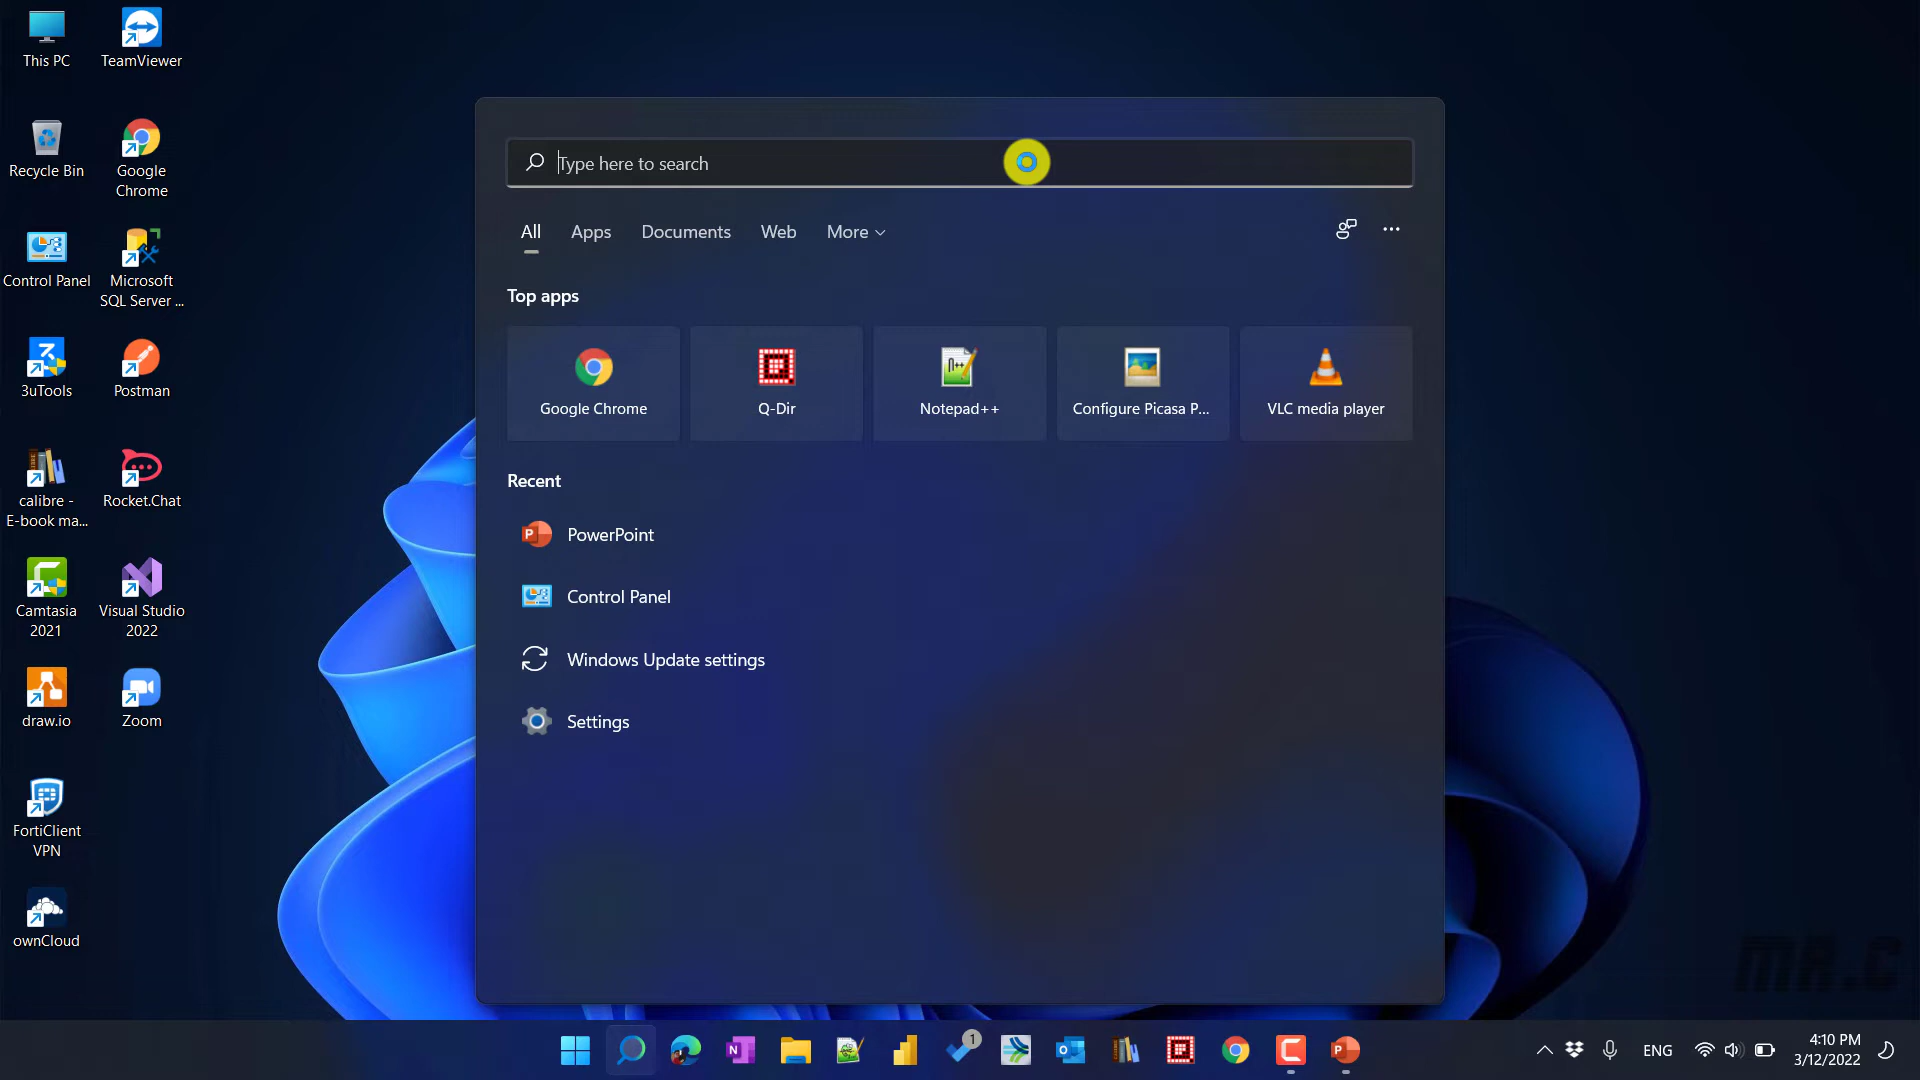 This PC
TeamViewer
Recycle Bin
Google
Chrome
Control Panel
Microsoft
SQL Server ...
3uTools
Postman
calibre -
E-book ma...
Rocket.Chat
Camtasia
2021
Visual Studio
2022
draw.io
Zoom
FortiClient
VPN
ownCloud
Type here to search
All Apps Documents Web More
Top apps
Google Chrome
Q-Dir
Notepad++
Configure Picasa P...
VLC media player
Recent
PowerPoint
Control Panel
Windows Update settings
Settings
MR.C
1
ENG
4:10 PM
3/12/2022